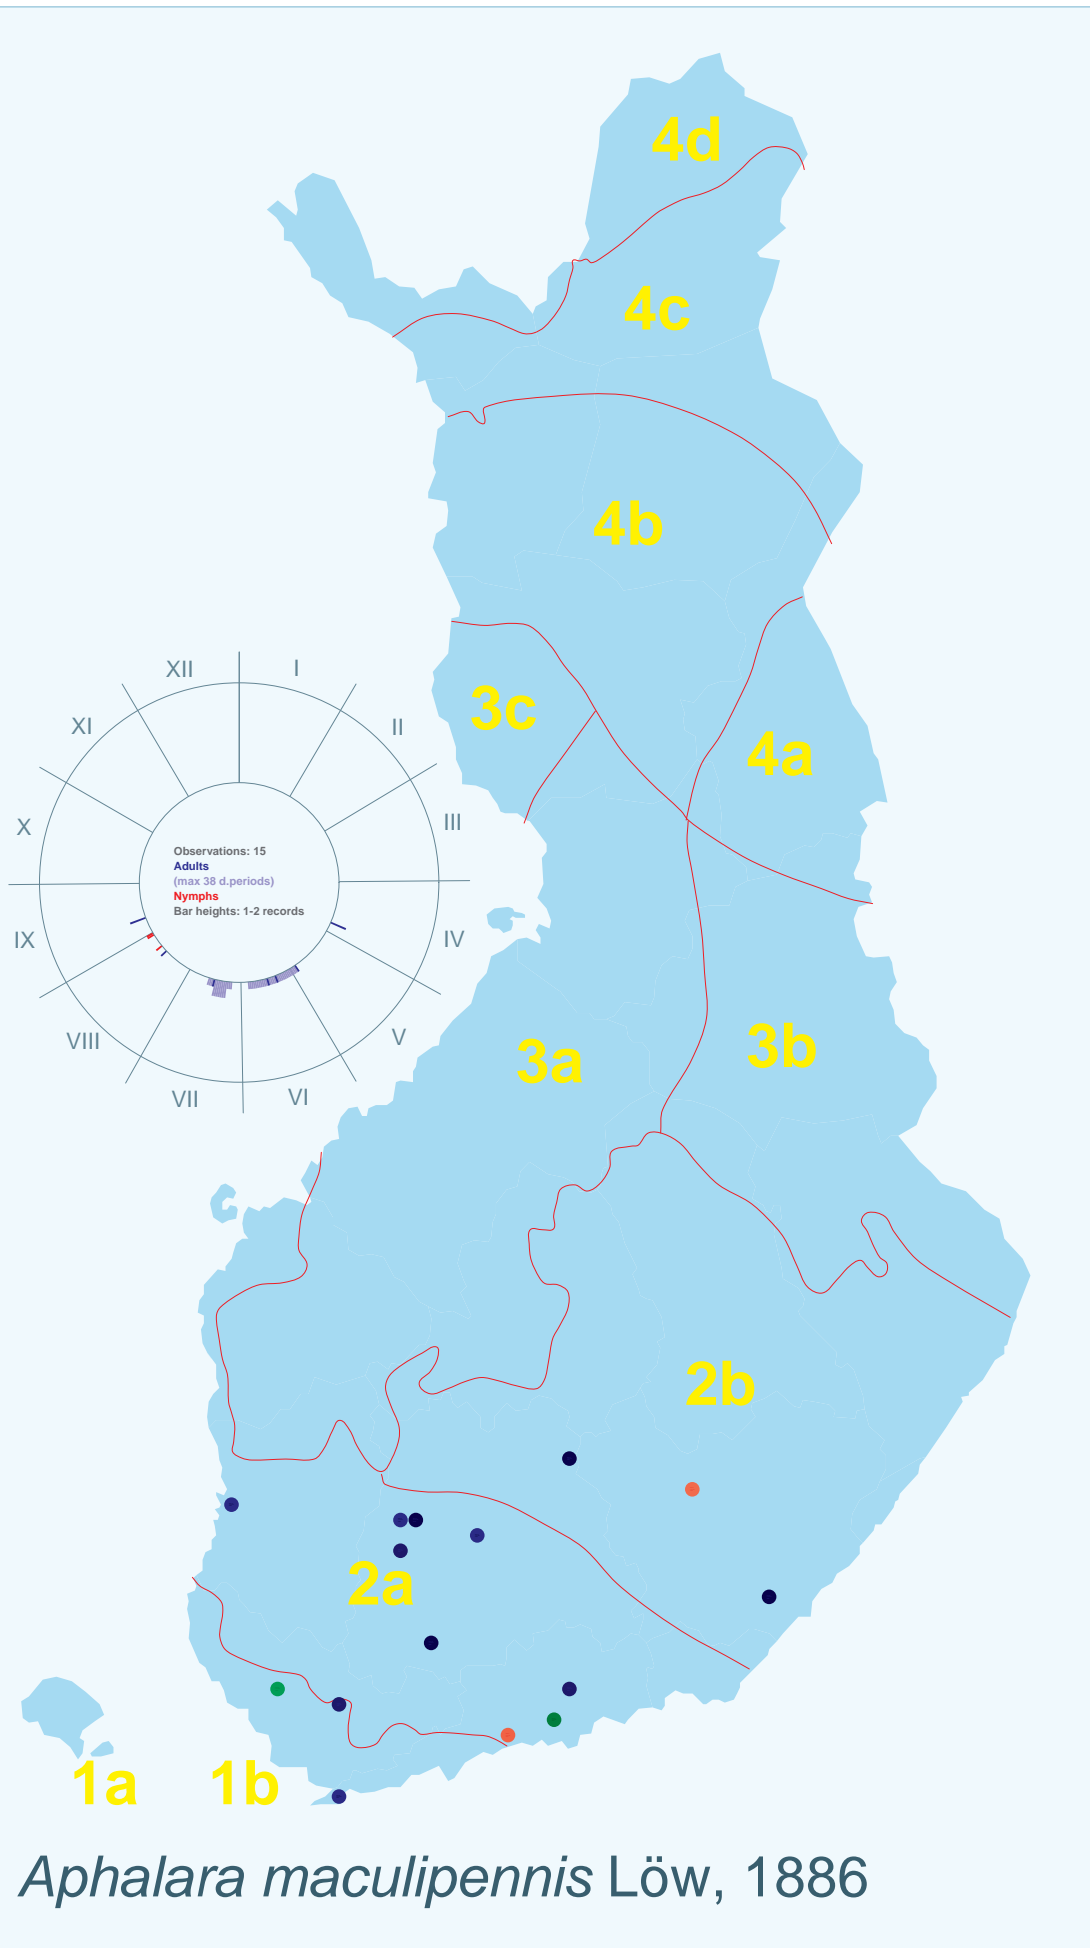 4d
4c
4b
3c
4a
XII
I
XI
II
X
III
Observations: 15
Adults
(max 38 d.periods)
Nymphs
Bar heights: 1-2 records
IX
IV
VIII
V
VII
VI
3a
3b
2b
2a
1a
1b
Aphalara maculipennis Löw, 1886